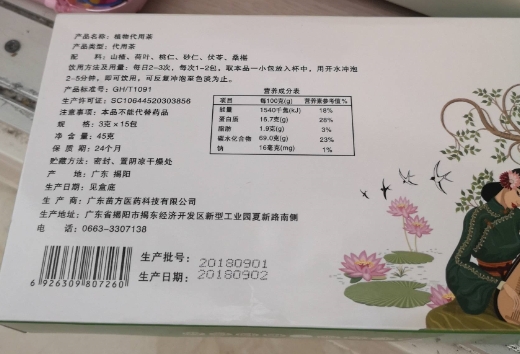 产品名称：植物代用茶
产品类型：代用茶
配 料：山楂、荷叶、桃仁、砂仁、茯苓、桑椹
饮用方法及用量：每日2-3次，每次1-2包，取本品一小包放入杯中，用开水冲泡
2-5分钟，即可饮用，可反复冲泡至色淡为止。
产品标准号：GH/T1091
生产许可证：SC10644520303856
注意事项：本品不能代替药品
规 格：3克×15包
净 含 量：45克
保 质 期：24个月
贮藏方法：密封、置阴凉干燥处
产 地：广东 揭阳
生产日期：见盒底
生 产 商：广东苗方医药科技有限公司
生产地址：广东省揭阳市揭东经济开发区新型工业园夏新路南侧
电 话：0663-3307138
营养成分表
项目 每100克(g) 营养素参考值%
能量 1540千焦(kJ) 18%
蛋白质 16.7克(g) 28%
脂肪 1.9克(g) 3%
碳水化合物 69.0克(g) 23%
钠 16毫克(mg) 1%
生产批号：20180901
生产日期：20180902
6 926309 807260